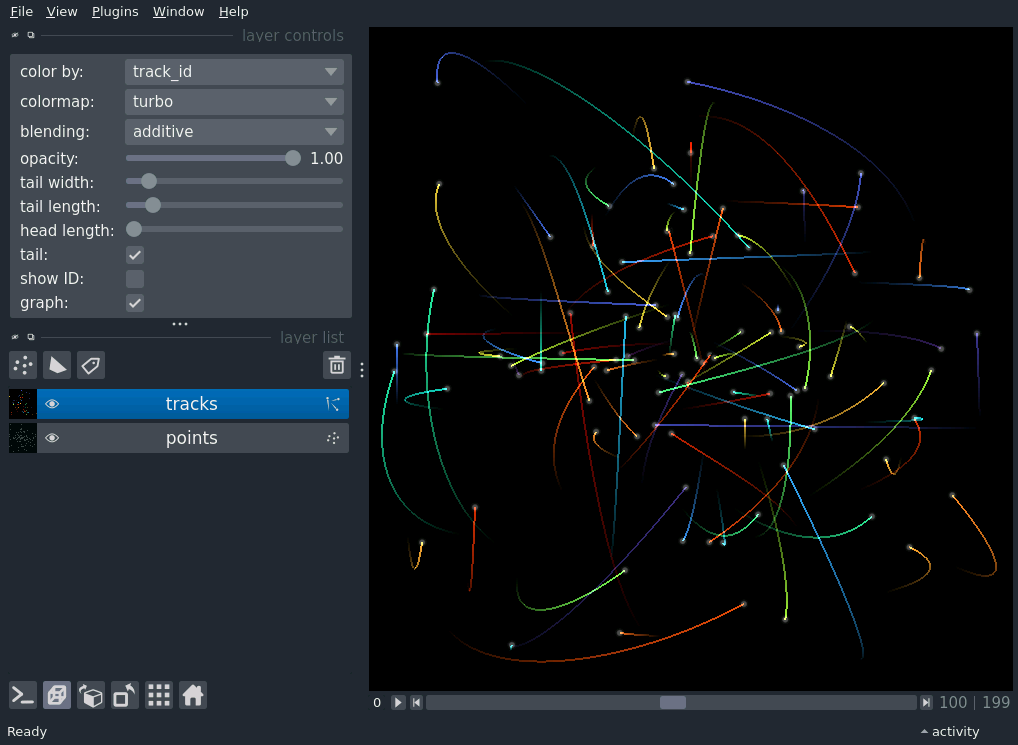 File View Plugins Window Help
layer controls
color by: track_id
colormap: turbo
blending: additive
opacity: 1.00
tail width:
tail length:
head length:
tail:
show ID:
graph:
layer list
tracks
points
0 100 | 199
Ready activity